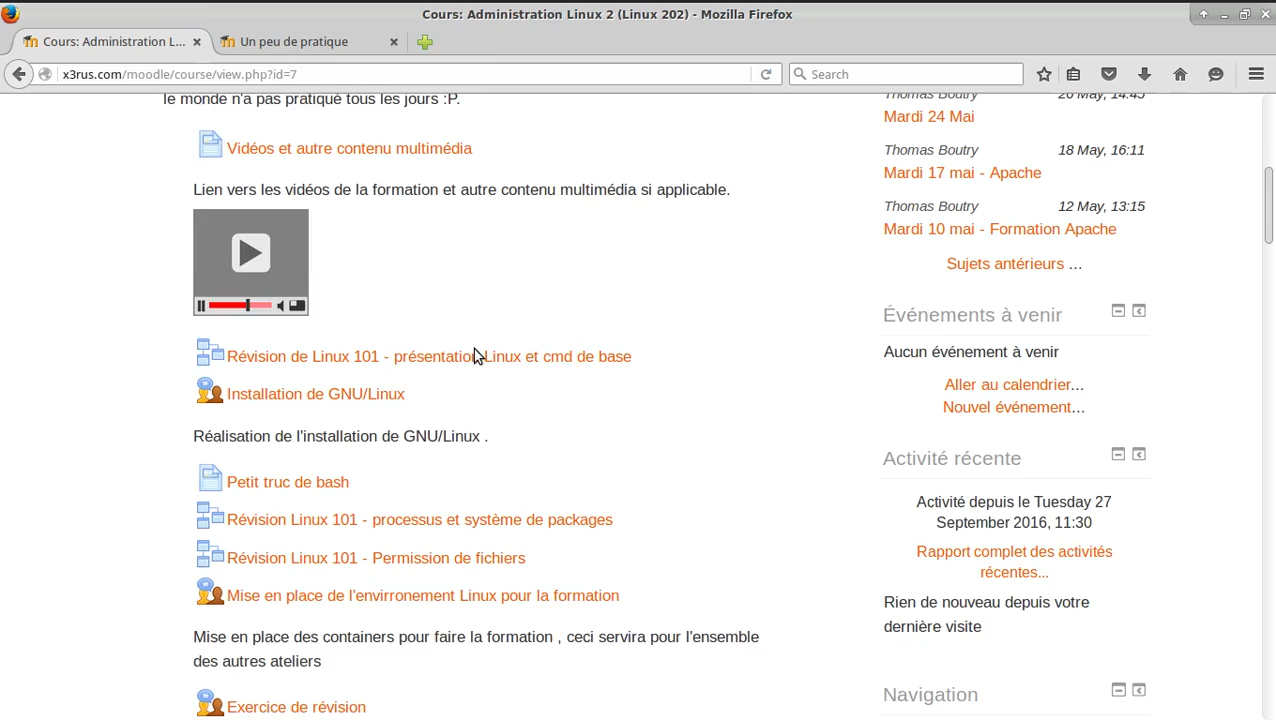 Cours: Administration Linux 2 (Linux 202) - Mozilla Firefox
Cours: Administration L...
Un peu de pratique
x3rus.com/moodle/course/view.php?id=7
Search
le monde n'a pas pratiqué tous les jours :P.
Vidéos et autre contenu multimédia
Lien vers les vidéos de la formation et autre contenu multimédia si applicable.
Révision de Linux 101 - présentation Linux et cmd de base
Installation de GNU/Linux
Réalisation de l'installation de GNU/Linux .
Petit truc de bash
Révision Linux 101 - processus et système de packages
Révision Linux 101 - Permission de fichiers
Mise en place de l'envirronement Linux pour la formation
Mise en place des containers pour faire la formation , ceci servira pour l'ensemble
des autres ateliers
Exercice de révision
Thomas Boutry 26 May, 14:45
Mardi 24 Mai
Thomas Boutry 18 May, 16:11
Mardi 17 mai - Apache
Thomas Boutry 12 May, 13:15
Mardi 10 mai - Formation Apache
Sujets antérieurs ...
Événements à venir
Aucun événement à venir
Aller au calendrier...
Nouvel événement...
Activité récente
Activité depuis le Tuesday 27
September 2016, 11:30
Rapport complet des activités
récentes...
Rien de nouveau depuis votre
dernière visite
Navigation